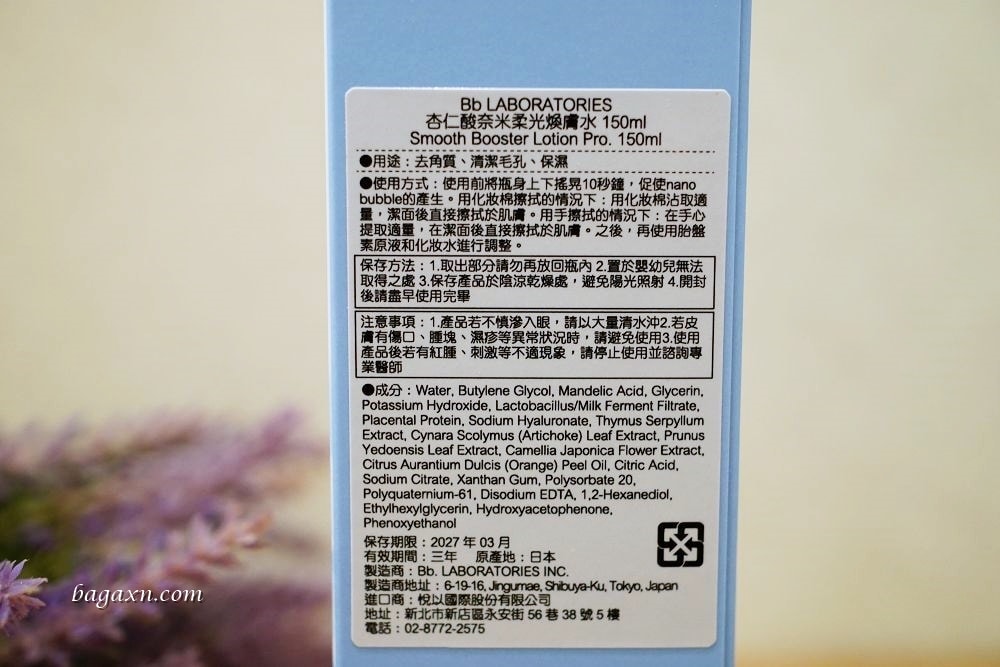 Bb LABORATORIES
杏仁酸奈米柔光煥膚水 150ml
Smooth Booster Lotion Pro. 150ml
●用途：去角質、清潔毛孔、保濕
●使用方式：使用前將瓶身上下搖晃10秒鐘，促使nano
bubble的產生。用化妝棉擦拭的情況下：用化妝棉沾取適
量，潔面後直接擦拭於肌膚。用手擦拭的情況下：在手心
提取適量，在潔面後直接擦拭於肌膚。之後，再使用胎盤
素原液和化妝水進行調整。
保存方法：1.取出部分請勿再放回瓶內 2.置於嬰幼兒無法
取得之處 3.保存產品於陰涼乾燥處，避免陽光照射 4.開封
後請盡早使用完畢
注意事項：1.產品若不慎滲入眼，請以大量清水沖2.若皮
膚有傷口、腫塊、濕疹等異常狀況時，請避免使用3.使用
產品後若有紅腫、刺激等不適現象，請停止使用並諮詢專
業醫師
●成分：Water, Butylene Glycol, Mandelic Acid, Glycerin,
Potassium Hydroxide, Lactobacillus/Milk Ferment Filtrate,
Placental Protein, Sodium Hyaluronate, Thymus Serpyllum
Extract, Cynara Scolymus (Artichoke) Leaf Extract, Prunus
Yedoensis Leaf Extract, Camellia Japonica Flower Extract,
Citrus Aurantium Dulcis (Orange) Peel Oil, Citric Acid,
Sodium Citrate, Xanthan Gum, Polysorbate 20,
Polyquaternium-61, Disodium EDTA, 1,2-Hexanediol,
Ethylhexylglycerin, Hydroxyacetophenone,
Phenoxyethanol
保存期限：2027 年 03 月
有效期間：三年 原產地：日本
製造商：Bb. LABORATORIES INC.
製造商地址：6-19-16, Jingumae, Shibuya-Ku, Tokyo, Japan
進口商：悅以國際股份有限公司
地址：新北市新店區永安街 56 巷 38 號 5 樓
電話：02-8772-2575
bagaxn.com